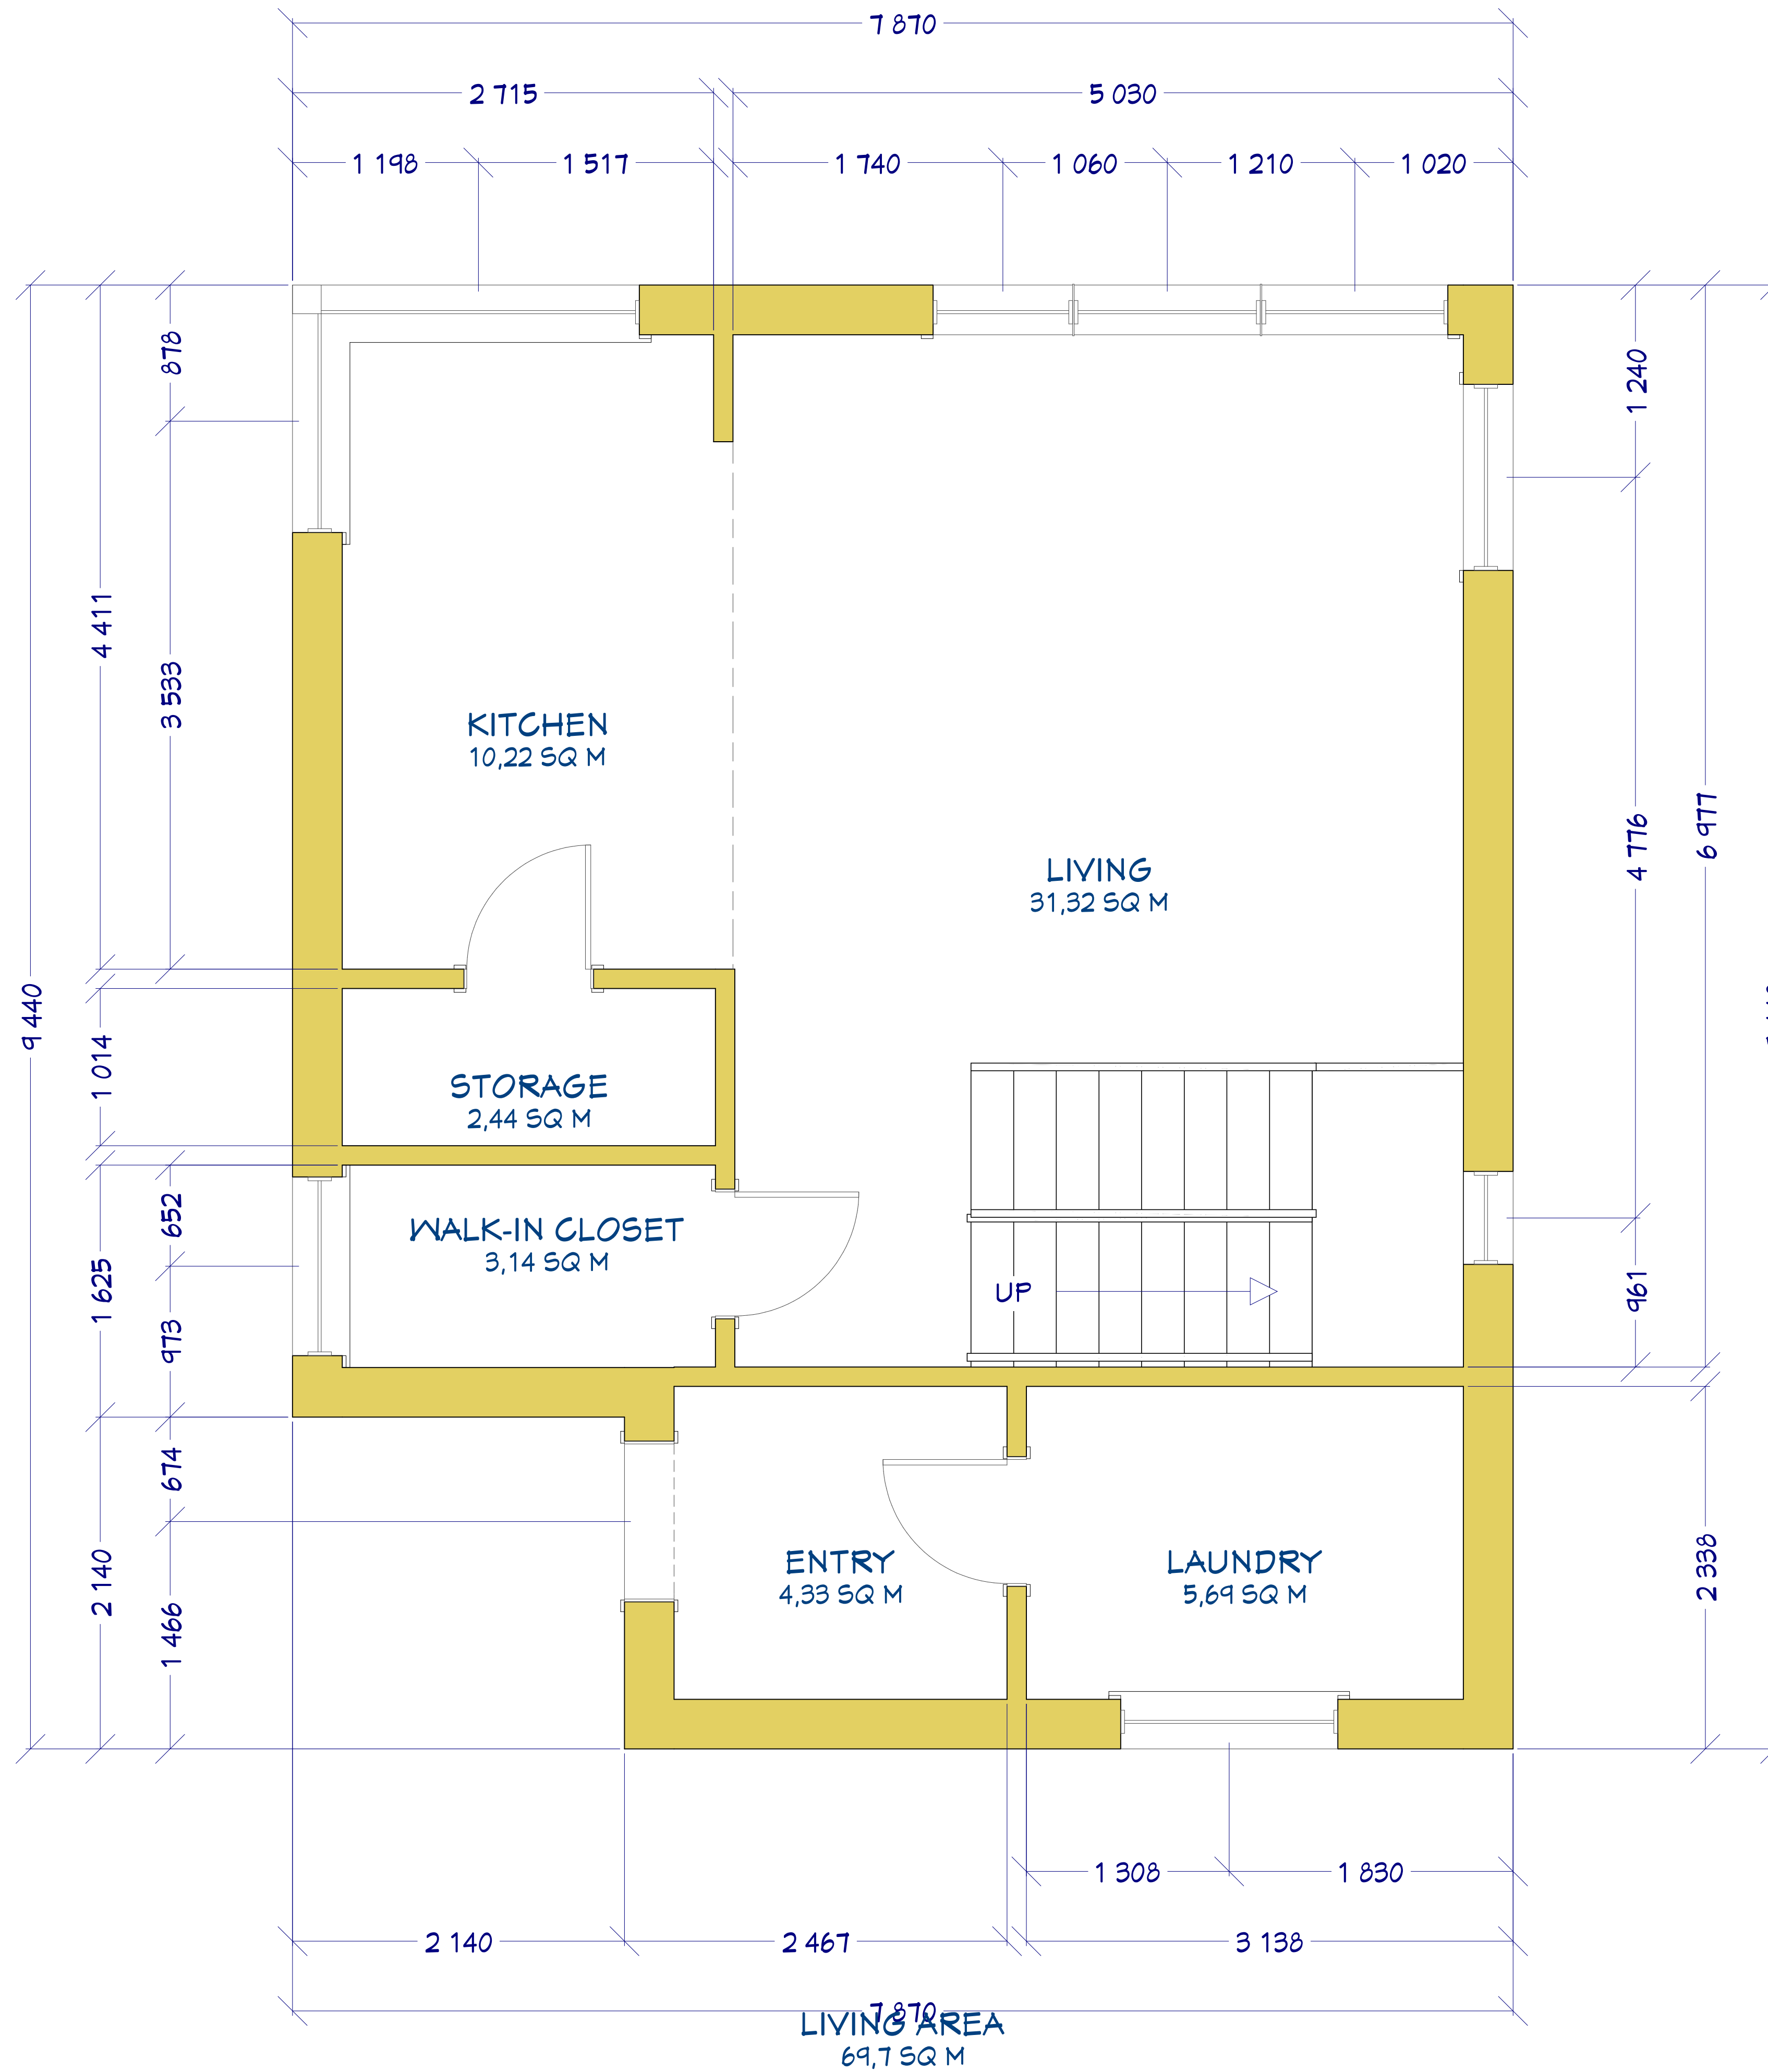 7 870
2 715
5 030
1 198
1 517
1 740
1 060
1 210
1 020
878
1 240
4 411
3 533
KITCHEN
10,22 SQ M
4 776
6 977
LIVING
31,32 SQ M
9 440
1 014
STORAGE
2,44 SQ M
652
WALK-IN CLOSET
3,14 SQ M
1 625
UP
961
973
674
ENTRY
4,33 SQ M
LAUNDRY
5,69 SQ M
2 140
2 338
1 466
1 308
1 830
2 140
2 467
3 138
7 870
LIVING AREA
69,7 SQ M